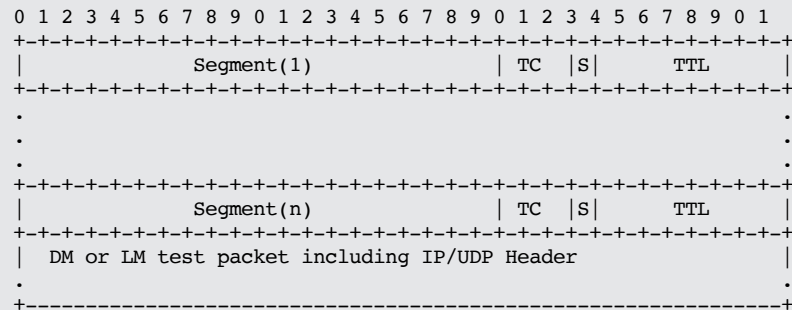 0 1 2 3 4 5 6 7 8 9 0 1 2 3 4 5 6 7 8 9 0 1 2 3 4 5 6 7 8 9 0 1
+-+-+-+-+-+-+-+-+-+-+-+-+-+-+-+-+-+-+-+-+-+-+-+-+-+-+-+-+-+-+-+-+
|              Segment(1)               | TC  |S|      TTL      |
+-+-+-+-+-+-+-+-+-+-+-+-+-+-+-+-+-+-+-+-+-+-+-+-+-+-+-+-+-+-+-+-+
.                                                               .
.                                                               .
.                                                               .
+-+-+-+-+-+-+-+-+-+-+-+-+-+-+-+-+-+-+-+-+-+-+-+-+-+-+-+-+-+-+-+-+
|              Segment(n)               | TC  |S|      TTL      |
+-+-+-+-+-+-+-+-+-+-+-+-+-+-+-+-+-+-+-+-+-+-+-+-+-+-+-+-+-+-+-+-+
|  DM or LM test packet including IP/UDP Header                 |
.                                                               .
+---------------------------------------------------------------+